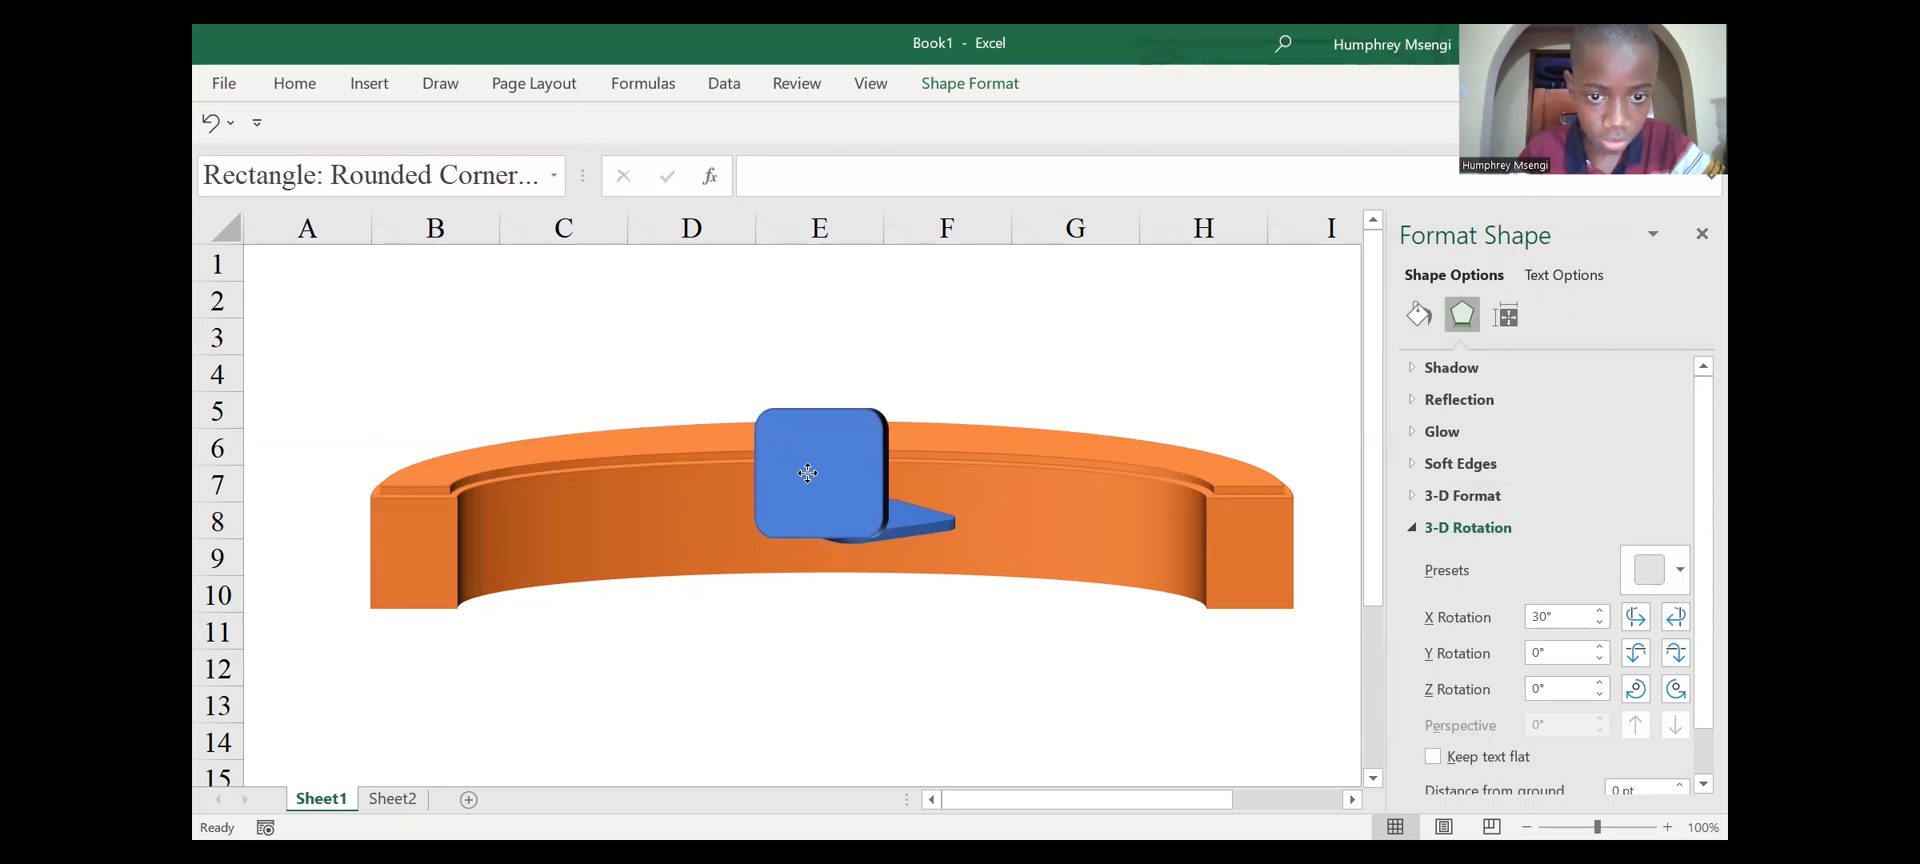 Book1 - Excel
Humphrey Msengi
File Home Insert Draw Page Layout Formulas Data Review View Shape Format
Humphrey Msengi
Rectangle: Rounded Corner... fx
A B C D E F G H I
1
2
3
4
5
6
7
8
9
10
11
12
13
14
15
Format Shape
Shape Options Text Options
Shadow
Reflection
Glow
Soft Edges
3-D Format
3-D Rotation
Presets
X Rotation 30°
Y Rotation 0°
Z Rotation 0°
Perspective 0°
Keep text flat
Distance from ground 0 pt
Sheet1 Sheet2
Ready 100%